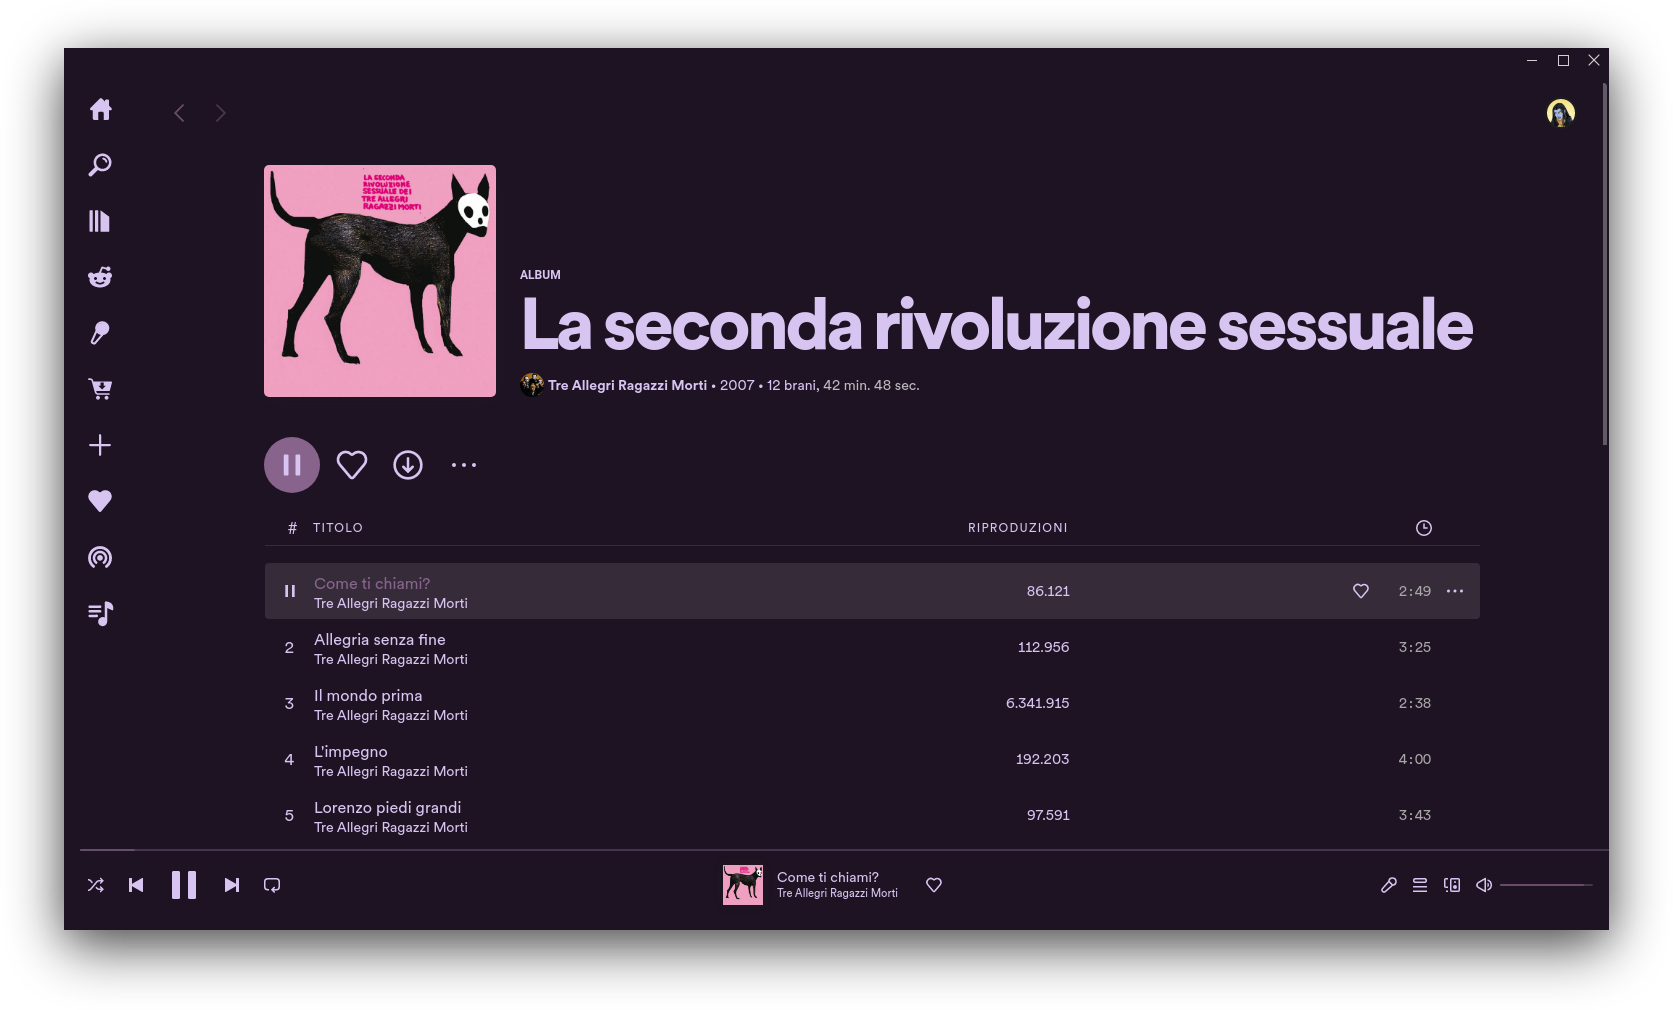 LA SECONDA
RIVOLUZIONE
SESSUALE DEI
TRE ALLEGRI
RAGAZZI MORTI
ALBUM
La seconda rivoluzione sessuale
Tre Allegri Ragazzi Morti • 2007 • 12 brani, 42 min. 48 sec.
# TITOLO RIPRODUZIONI
Come ti chiami? 86.121 2:49
Tre Allegri Ragazzi Morti
2 Allegria senza fine 112.956 3:25
Tre Allegri Ragazzi Morti
3 Il mondo prima 6.341.915 2:38
Tre Allegri Ragazzi Morti
4 L'impegno 192.203 4:00
Tre Allegri Ragazzi Morti
5 Lorenzo piedi grandi 97.591 3:43
Tre Allegri Ragazzi Morti
Come ti chiami?
Tre Allegri Ragazzi Morti